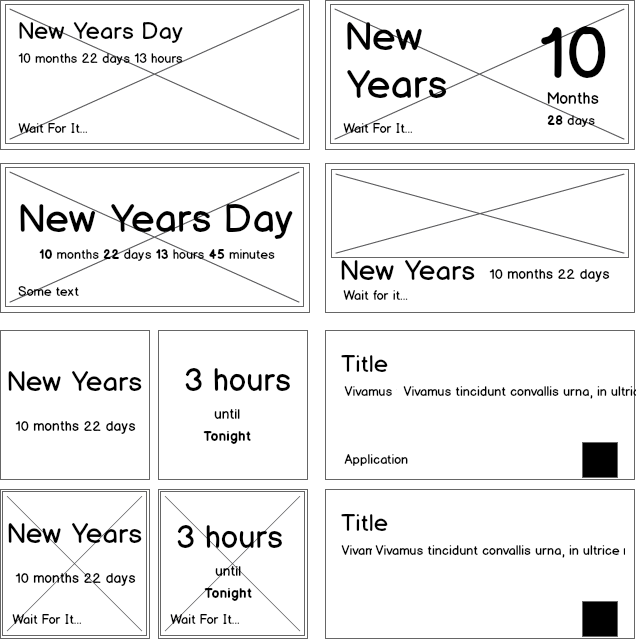 New Years Day
10 months 22 days 13 hours
Wait For It...
New
Years
10
Months
28 days
Wait For It...
New Years Day
10 months 22 days 13 hours 45 minutes
Some text
New Years 10 months 22 days
Wait for it...
New Years
10 months 22 days
3 hours
until
Tonight
Title
Vivamus Vivamus tincidunt convallis urna, in ultric
Application
New Years
10 months 22 days
Wait For It...
3 hours
until
Tonight
Wait For It...
Title
Vivam Vivamus tincidunt convallis urna, in ultrice